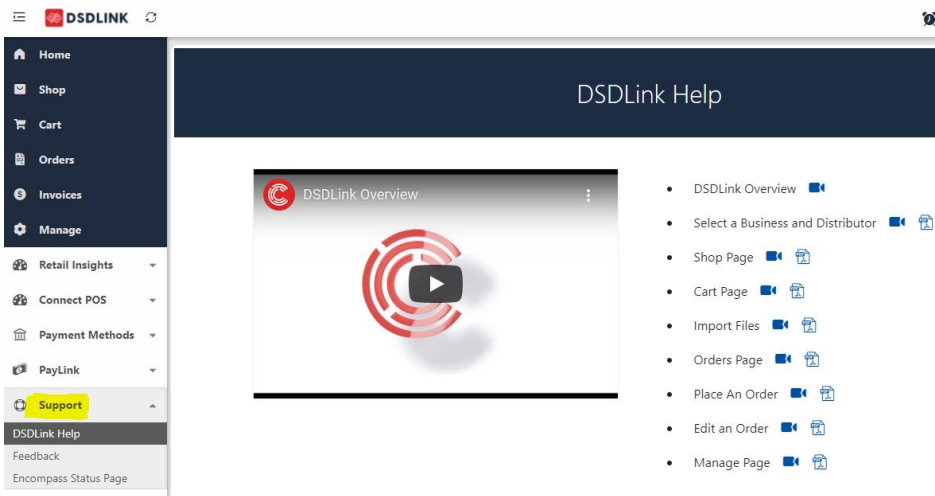 DSDLINK
Home
Shop
Cart
Orders
Invoices
Manage
Retail Insights
Connect POS
Payment Methods
PayLink
Support
DSDLink Help
Feedback
Encompass Status Page
DSDLink Help
DSDLink Overview
DSDLink Overview
Select a Business and Distributor
Shop Page
Cart Page
Import Files
Orders Page
Place An Order
Edit an Order
Manage Page